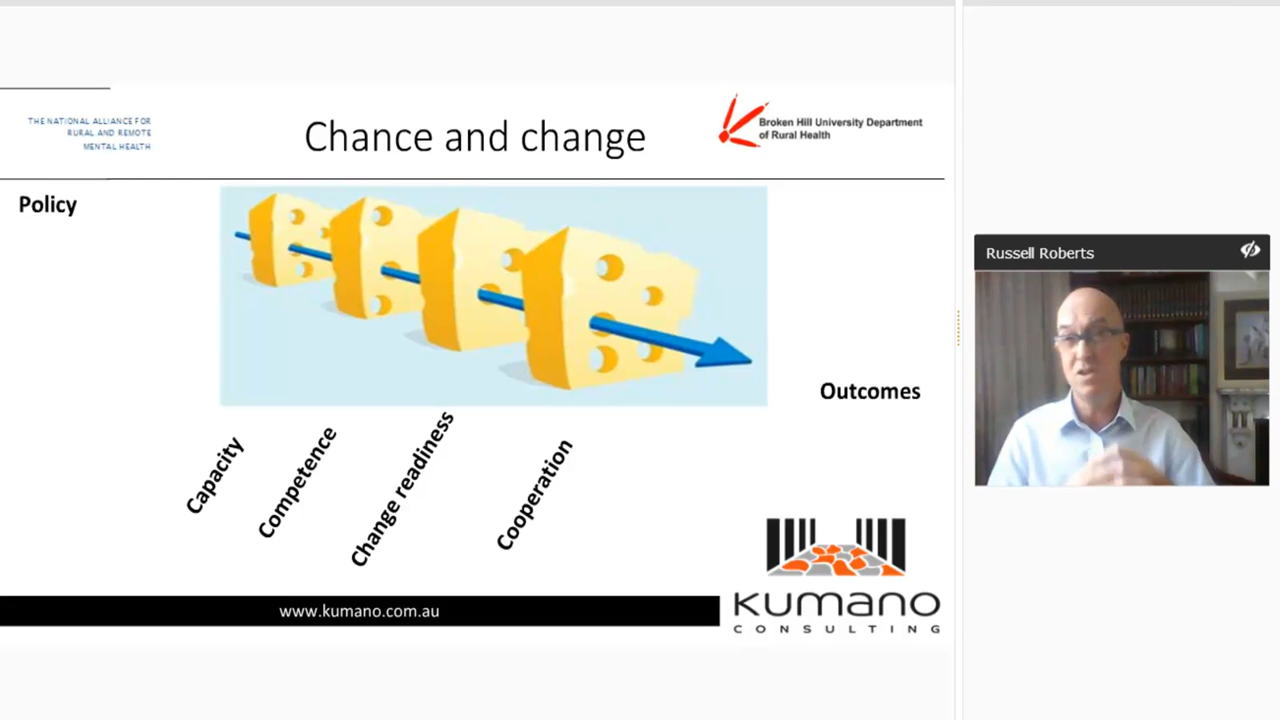 THE NATIONAL ALLIANCE FOR
RURAL AND REMOTE
MENTAL HEALTH
Chance and change
Broken Hill University Department
of Rural Health
Policy
Outcomes
Capacity
Competence
Change readiness
Cooperation
www.kumano.com.au
KUMANO
CONSULTING
Russell Roberts